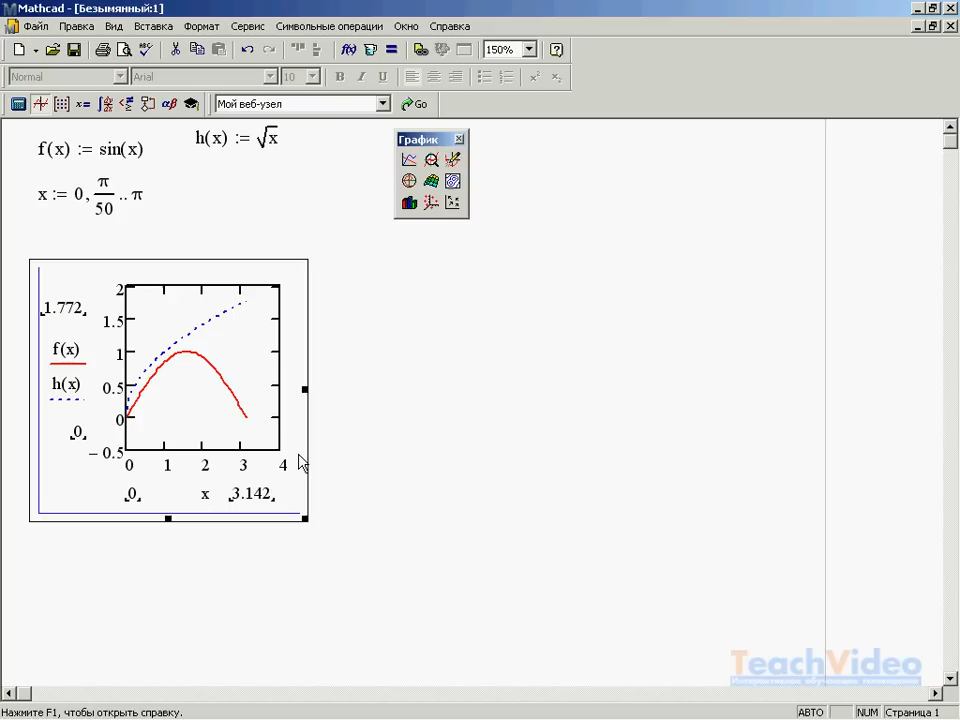 Mathcad - [Безымянный:1]
Файл Правка Вид Вставка Формат Сервис Символьные операции Окно Справка
f(x) 150%
Normal Arial 10 B I U
x= αβ Мой веб-узел Go
f(x) := sin(x)
h(x) := √x
x := 0, π/50 .. π
График
1.772
f(x)
h(x)
0
2
1.5
1
0.5
0
− 0.5
0 1 2 3 4
0 x 3.142
TeachVideo
Нажмите F1, чтобы открыть справку.
АВТО NUM Страница 1